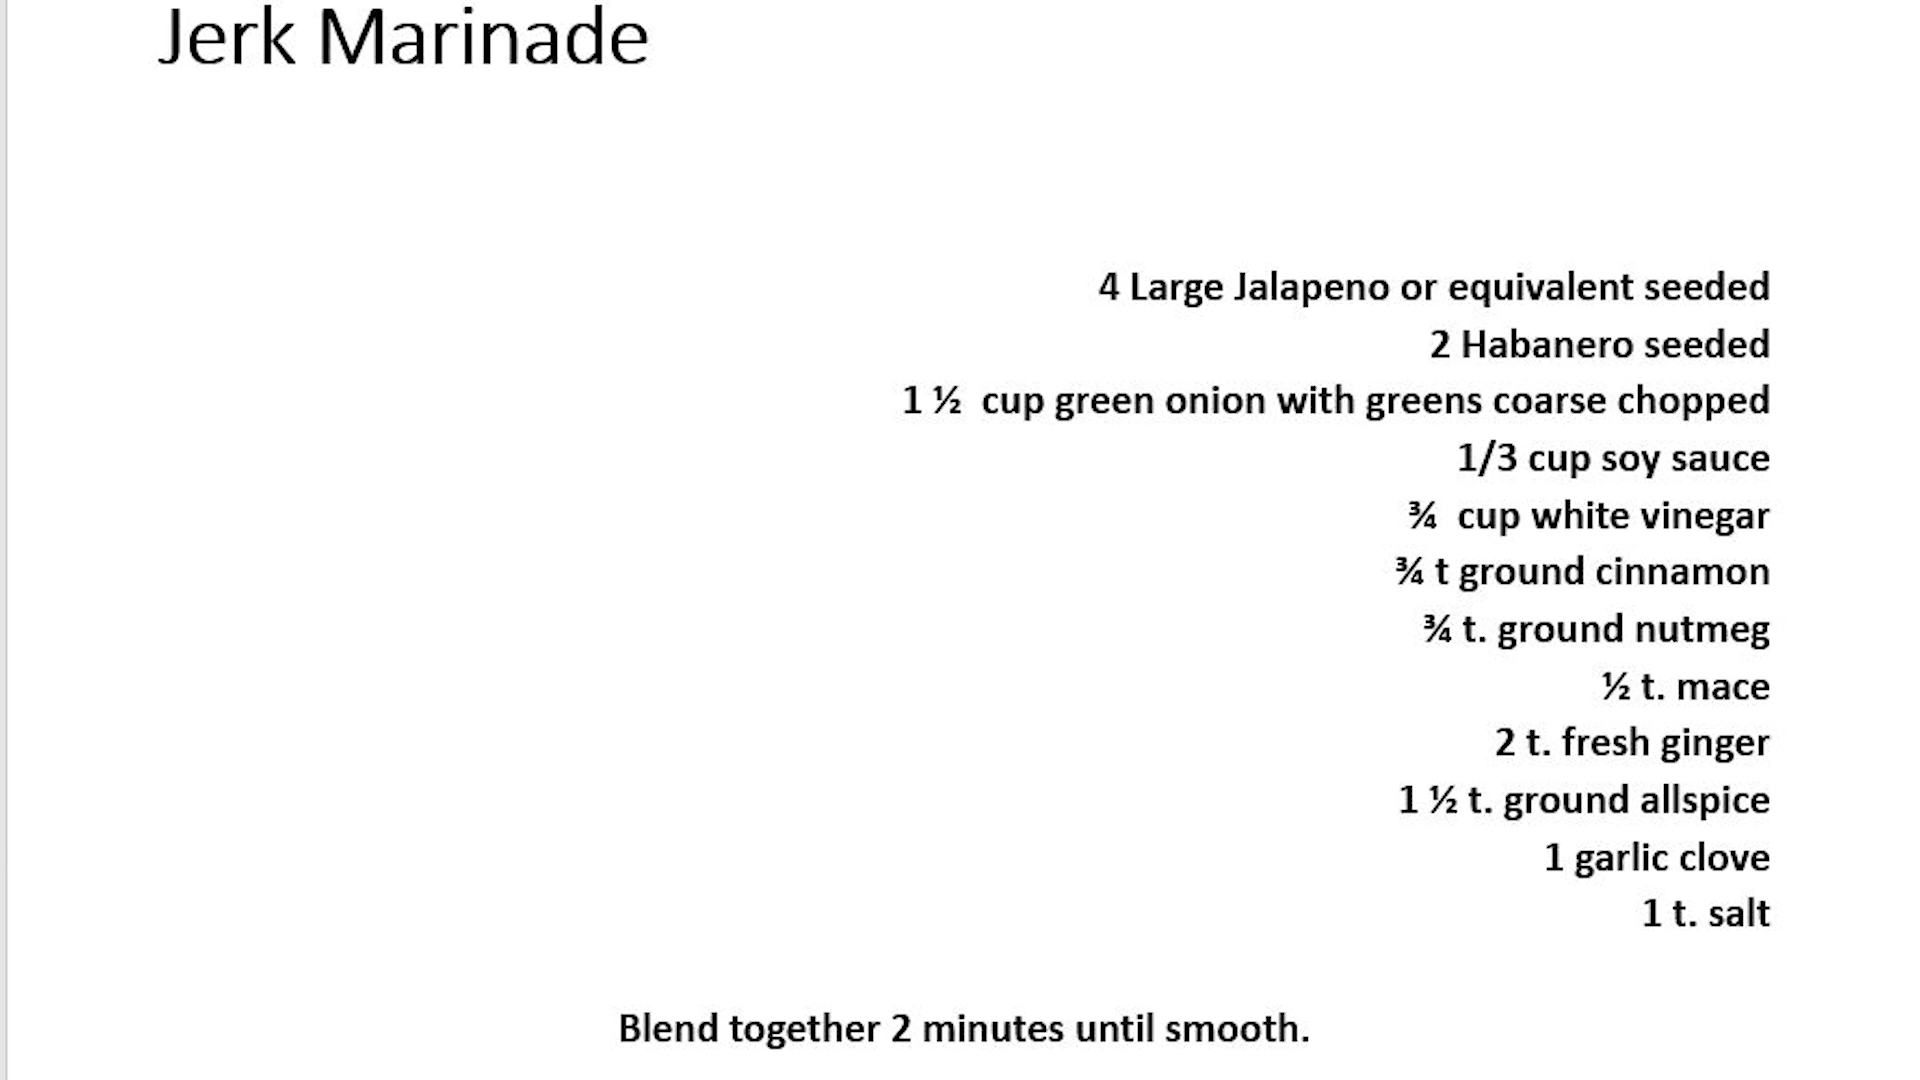 Jerk Marinade
4 Large Jalapeno or equivalent seeded
2 Habanero seeded
1 ½  cup green onion with greens coarse chopped
1/3 cup soy sauce
¾  cup white vinegar
¾ t ground cinnamon
¾ t. ground nutmeg
½ t. mace
2 t. fresh ginger
1 ½ t. ground allspice
1 garlic clove
1 t. salt
Blend together 2 minutes until smooth.